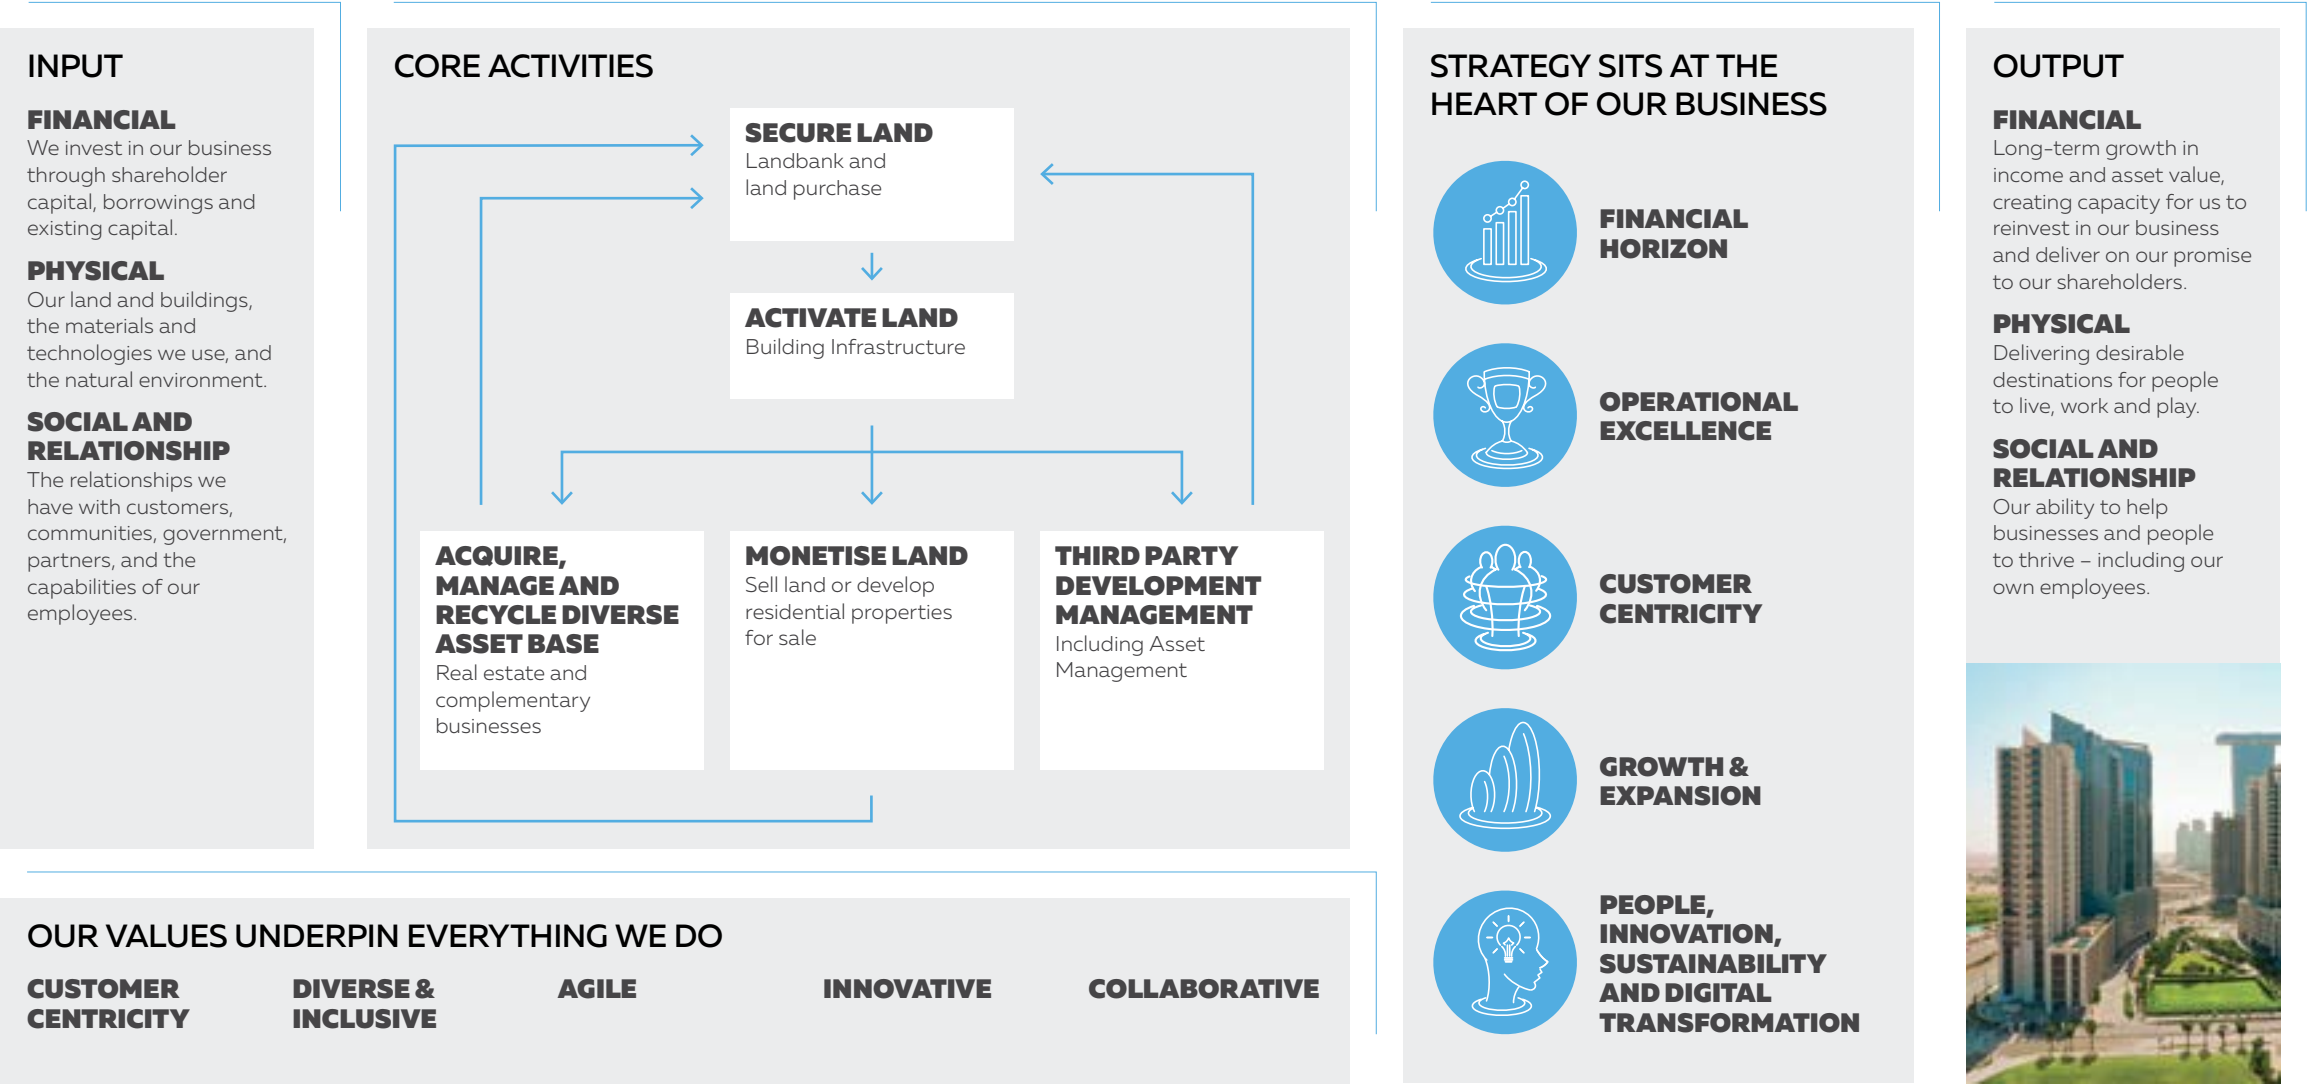 INPUT
FINANCIAL
We invest in our business
through shareholder
capital, borrowings and
existing capital.
PHYSICAL
Our land and buildings,
the materials and
technologies we use, and
the natural environment.
SOCIAL AND
RELATIONSHIP
The relationships we
have with customers,
communities, government,
partners, and the
capabilities of our
employees.
CORE ACTIVITIES
SECURE LAND
Landbank and
land purchase
ACTIVATE LAND
Building Infrastructure
ACQUIRE,
MANAGE AND
RECYCLE DIVERSE
ASSET BASE
Real estate and
complementary
businesses
MONETISE LAND
Sell land or develop
residential properties
for sale
THIRD PARTY
DEVELOPMENT
MANAGEMENT
Including Asset
Management
OUR VALUES UNDERPIN EVERYTHING WE DO
CUSTOMER
CENTRICITY
DIVERSE &
INCLUSIVE
AGILE
INNOVATIVE
COLLABORATIVE
STRATEGY SITS AT THE
HEART OF OUR BUSINESS
FINANCIAL
HORIZON
OPERATIONAL
EXCELLENCE
CUSTOMER
CENTRICITY
GROWTH &
EXPANSION
PEOPLE,
INNOVATION,
SUSTAINABILITY
AND DIGITAL
TRANSFORMATION
OUTPUT
FINANCIAL
Long-term growth in
income and asset value,
creating capacity for us to
reinvest in our business
and deliver on our promise
to our shareholders.
PHYSICAL
Delivering desirable
destinations for people
to live, work and play.
SOCIAL AND
RELATIONSHIP
Our ability to help
businesses and people
to thrive – including our
own employees.